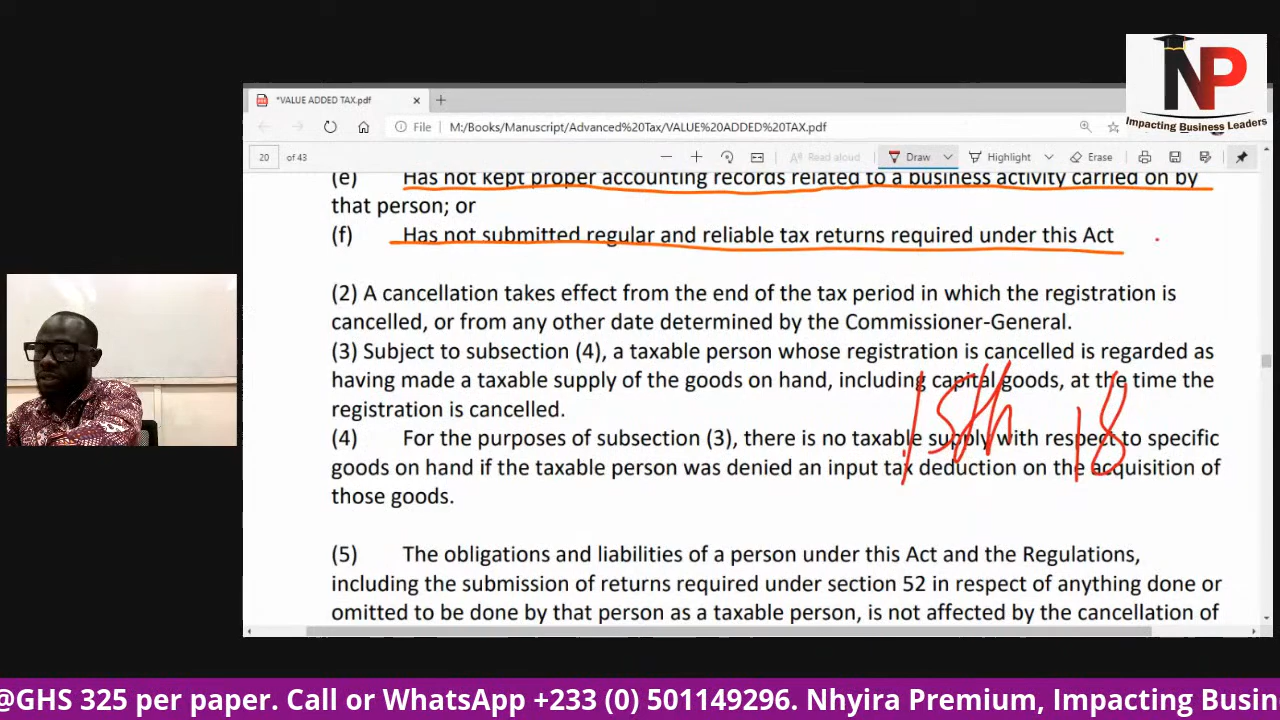 NP
Impacting Business Leaders
*VALUE ADDED TAX.pdf
File M:/Books/Manuscript/Advanced%20Tax/VALUE%20ADDED%20TAX.pdf
20 of 43 Read aloud Draw Highlight Erase
(e) Has not kept proper accounting records related to a business activity carried on by
that person; or
(f) Has not submitted regular and reliable tax returns required under this Act
(2) A cancellation takes effect from the end of the tax period in which the registration is
cancelled, or from any other date determined by the Commissioner-General.
(3) Subject to subsection (4), a taxable person whose registration is cancelled is regarded as
having made a taxable supply of the goods on hand, including capital goods, at the time the
registration is cancelled.
15th 18
(4) For the purposes of subsection (3), there is no taxable supply with respect to specific
goods on hand if the taxable person was denied an input tax deduction on the acquisition of
those goods.
(5) The obligations and liabilities of a person under this Act and the Regulations,
including the submission of returns required under section 52 in respect of anything done or
omitted to be done by that person as a taxable person, is not affected by the cancellation of
@GHS 325 per paper. Call or WhatsApp +233 (0) 501149296. Nhyira Premium, Impacting Busin